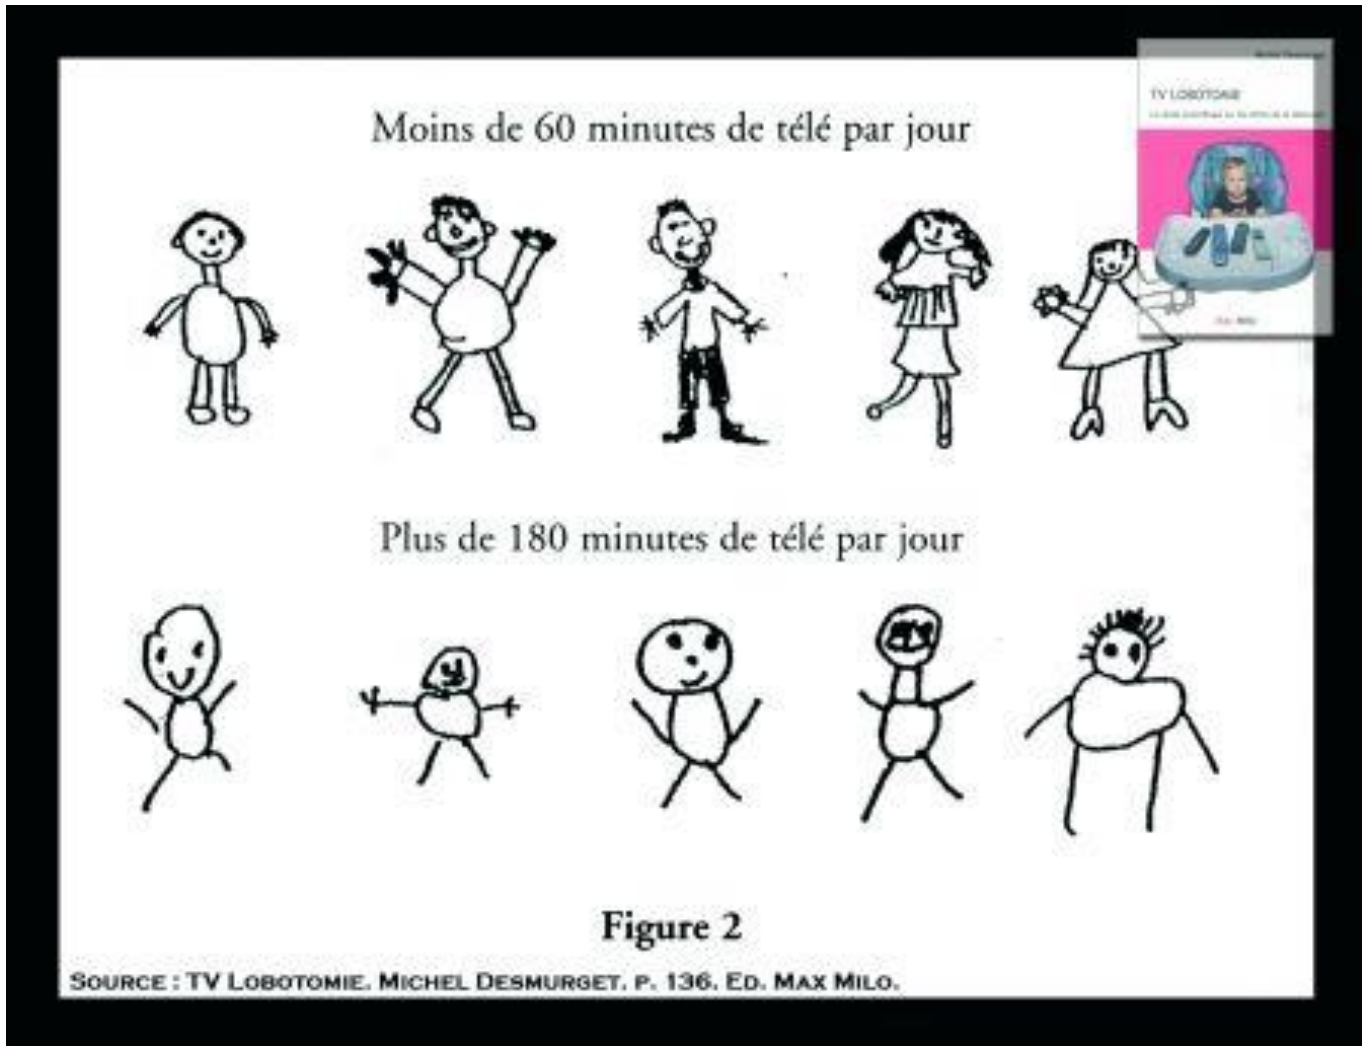 Moins de 60 minutes de télé par jour
TV LOBOTOMIE
Plus de 180 minutes de télé par jour
Figure 2
SOURCE : TV LOBOTOMIE. MICHEL DESMURGET. P. 136. ED. MAX MILO.